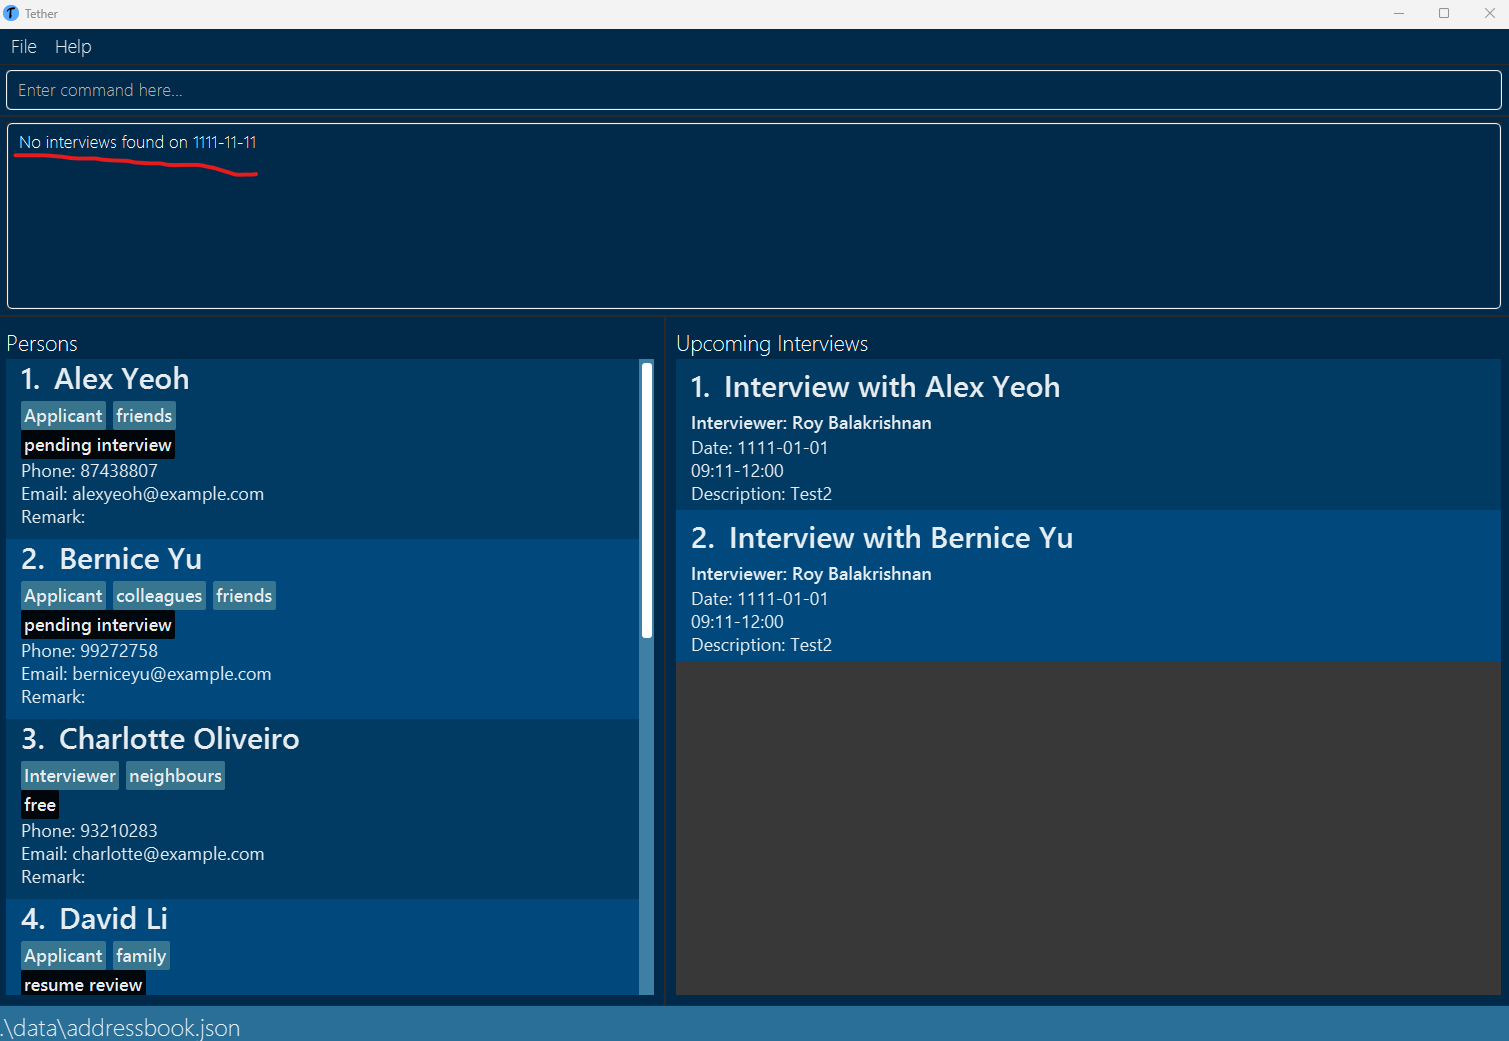 Tether
File Help
Enter command here...
No interviews found on 1111-11-11
Persons
1. Alex Yeoh
Applicant friends
pending interview
Phone: 87438807
Email: alexyeoh@example.com
Remark:
2. Bernice Yu
Applicant colleagues friends
pending interview
Phone: 99272758
Email: berniceyu@example.com
Remark:
3. Charlotte Oliveiro
Interviewer neighbours
free
Phone: 93210283
Email: charlotte@example.com
Remark:
4. David Li
Applicant family
resume review
Upcoming Interviews
1. Interview with Alex Yeoh
Interviewer: Roy Balakrishnan
Date: 1111-01-01
09:11-12:00
Description: Test2
2. Interview with Bernice Yu
Interviewer: Roy Balakrishnan
Date: 1111-01-01
09:11-12:00
Description: Test2
.\data\addressbook.json